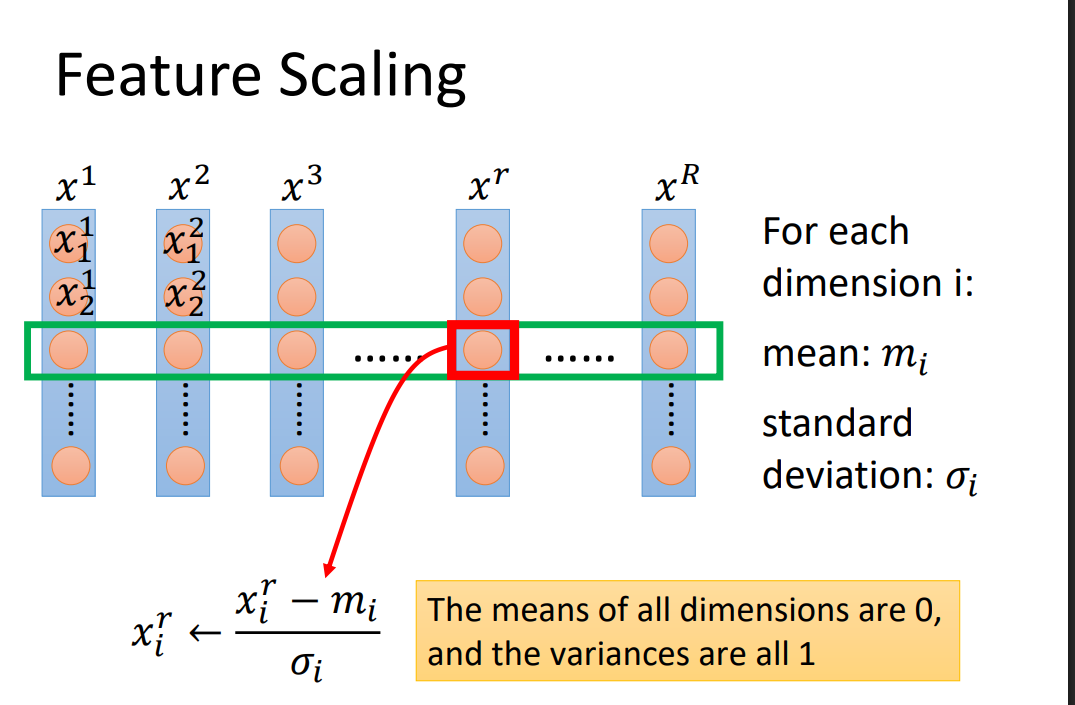 Feature Scaling
x¹ x² x³ xʳ xᴿ
x₁¹ x₁²
x₂¹ x₂²
For each
dimension i:
mean: mᵢ
standard
deviation: σᵢ
…… ……
xᵢʳ ← (xᵢʳ − mᵢ) / σᵢ
The means of all dimensions are 0,
and the variances are all 1